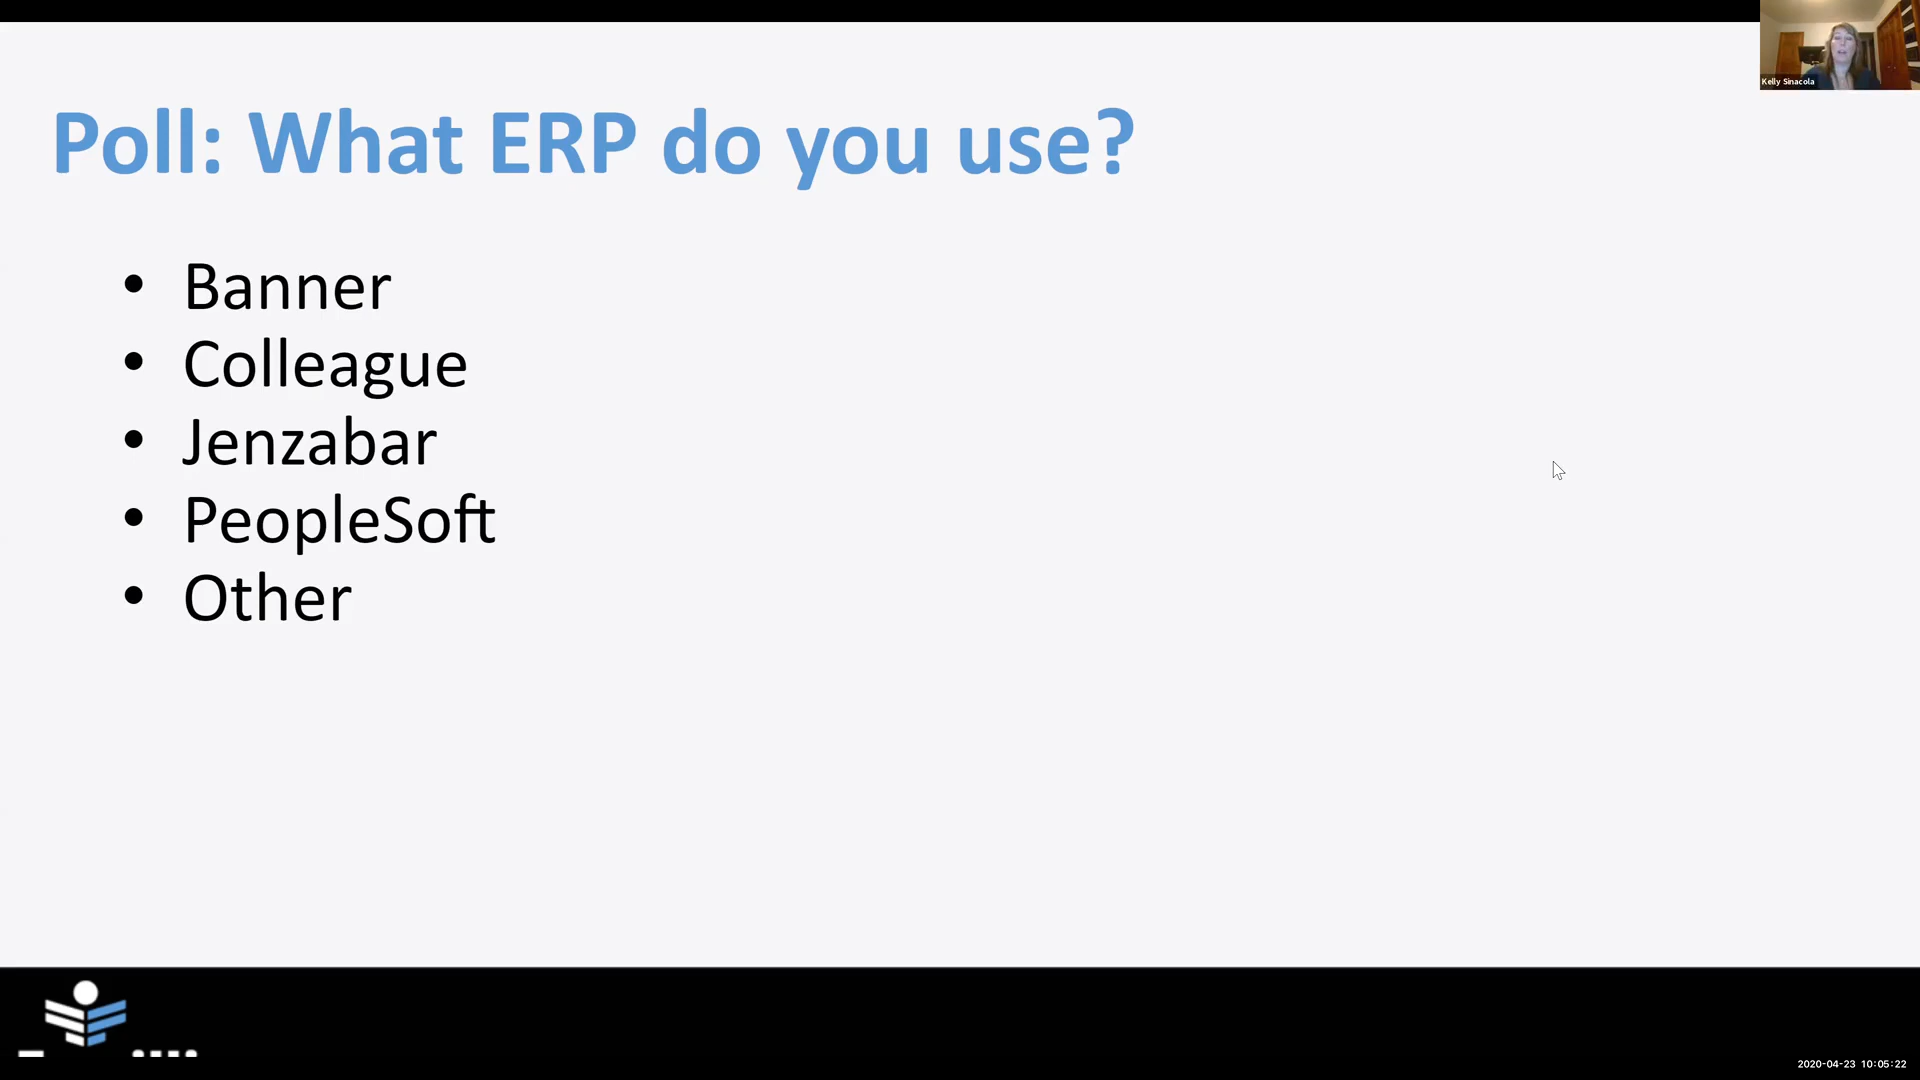 Kelly Sinacola
Poll: What ERP do you use?
• Banner
• Colleague
• Jenzabar
• PeopleSoft
• Other
2020-04-23 10:05:22